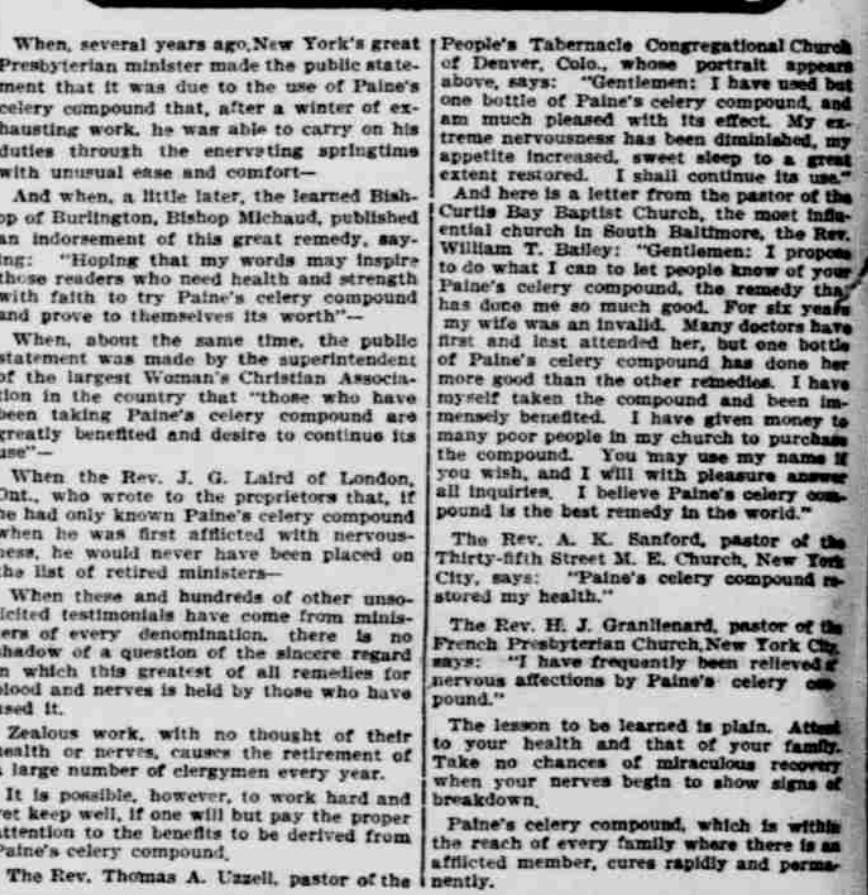 When, several years ago, New York's great
Presbyterian minister made the public state-
ment that it was due to the use of Paine's
celery compound that, after a winter of ex-
hausting work, he was able to carry on his
duties through the enervating springtime
with unusual ease and comfort—
And when, a little later, the learned Bish-
op of Burlington, Bishop Michaud, published
an indorsement of this great remedy, say-
ing: "Hoping that my words may inspire
those readers who need health and strength
with faith to try Paine's celery compound
and prove to themselves its worth"—
When, about the same time, the public
statement was made by the superintendent
of the largest Woman's Christian Associa-
tion in the country that "those who have
been taking Paine's celery compound are
greatly benefited and desire to continue its
use"—
When the Rev. J. G. Laird of London,
Ont., who wrote to the proprietors that, if
he had only known Paine's celery compound
when he was first afflicted with nervous-
ness, he would never have been placed on
the list of retired ministers—
When these and hundreds of other unso-
licited testimonials have come from minis-
ters of every denomination, there is no
shadow of a question of the sincere regard
in which this greatest of all remedies for
blood and nerves is held by those who have
used it.
Zealous work, with no thought of their
health or nerves, causes the retirement of
a large number of clergymen every year.
It is possible, however, to work hard and
yet keep well, if one will but pay the proper
attention to the benefits to be derived from
Paine's celery compound.
The Rev. Thomas A. Uzzell, pastor of the
People's Tabernacle Congregational Church
of Denver, Colo., whose portrait appears
above, says: "Gentlemen: I have used but
one bottle of Paine's celery compound, and
am much pleased with its effect. My ex-
treme nervousness has been diminished, my
appetite increased, sweet sleep to a great
extent restored. I shall continue its use."
And here is a letter from the pastor of the
Curtis Bay Baptist Church, the most influ-
ential church in South Baltimore, the Rev.
William T. Bailey: "Gentlemen: I propose
to do what I can to let people know of your
Paine's celery compound, the remedy that
has done me so much good. For six years
my wife was an invalid. Many doctors have
first and last attended her, but one bottle
of Paine's celery compound has done her
more good than the other remedies. I have
myself taken the compound and been im-
mensely benefited. I have given money to
many poor people in my church to purchase
the compound. You may use my name if
you wish, and I will with pleasure answer
all inquiries. I believe Paine's celery com-
pound is the best remedy in the world."
The Rev. A. K. Sanford, pastor of the
Thirty-fifth Street M. E. Church, New York
City, says: "Paine's celery compound re-
stored my health."
The Rev. H. J. Granlienard, pastor of the
French Presbyterian Church, New York City,
says: "I have frequently been relieved of
nervous affections by Paine's celery com-
pound."
The lesson to be learned is plain. Attend
to your health and that of your family.
Take no chances of miraculous recovery
when your nerves begin to show signs of
breakdown.
Paine's celery compound, which is within
the reach of every family where there is an
afflicted member, cures rapidly and perma-
nently.